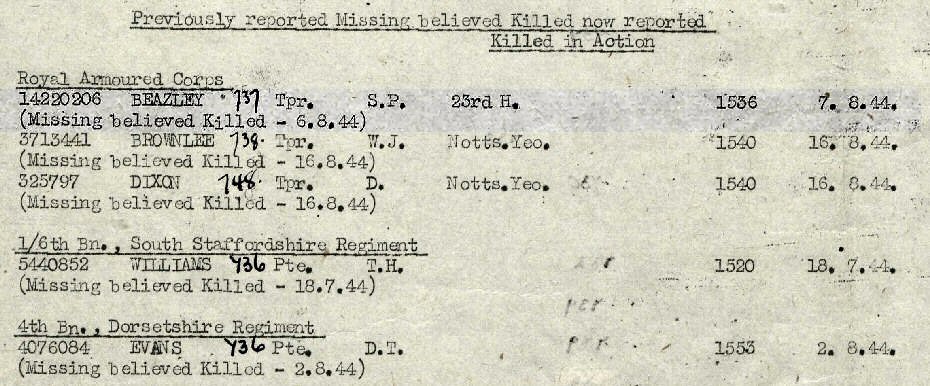 Previously reported Missing believed Killed now reported
Killed in Action
Royal Armoured Corps
14220206 BEAZLEY 737 Tpr. S.P. 23rd H. 1536 7. 8.44.
(Missing believed Killed - 6.8.44)
3713441 BROWNLEE 738. Tpr. W.J. Notts.Yeo. 1540 16. 8.44.
(Missing believed Killed - 16.8.44)
325797 DIXON 748. Tpr. D. Notts.Yeo. 1540 16. 8.44.
(Missing believed Killed - 16.8.44)
1/6th Bn., South Staffordshire Regiment
5440852 WILLIAMS Y36 Pte. T.H. 1520 18. 7.44.
(Missing believed Killed - 18.7.44)
per
4th Bn., Dorsetshire Regiment
4076084 EVANS Y36 Pte. D.T. per 1553 2. 8.44.
(Missing believed Killed - 2.8.44)